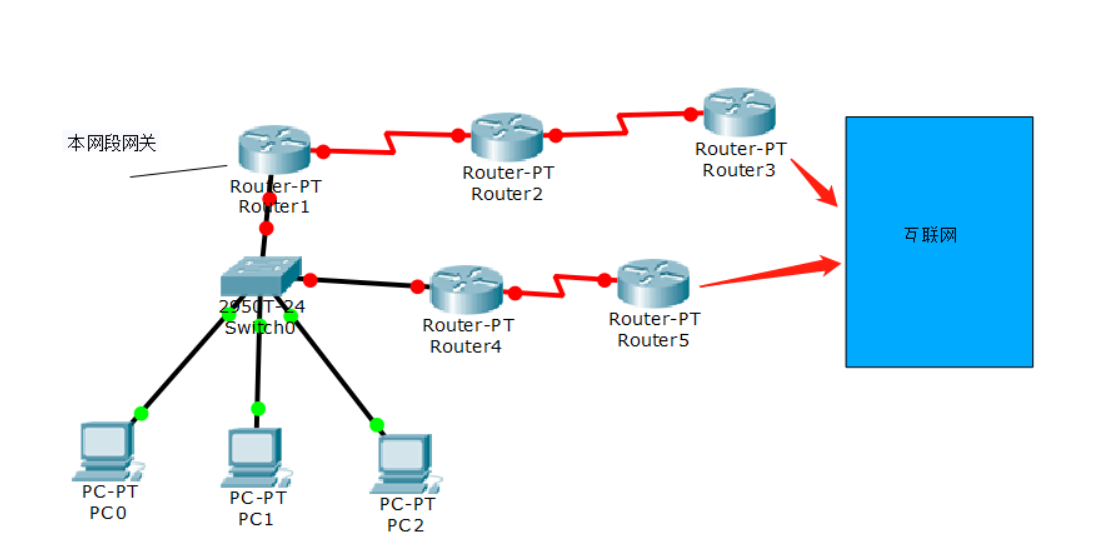 本网段网关
Router-PT
Router1
Router-PT
Router2
Router-PT
Router3
互联网
2950T-24
Switch0
Router-PT
Router4
Router-PT
Router5
PC-PT
PC0
PC-PT
PC1
PC-PT
PC2